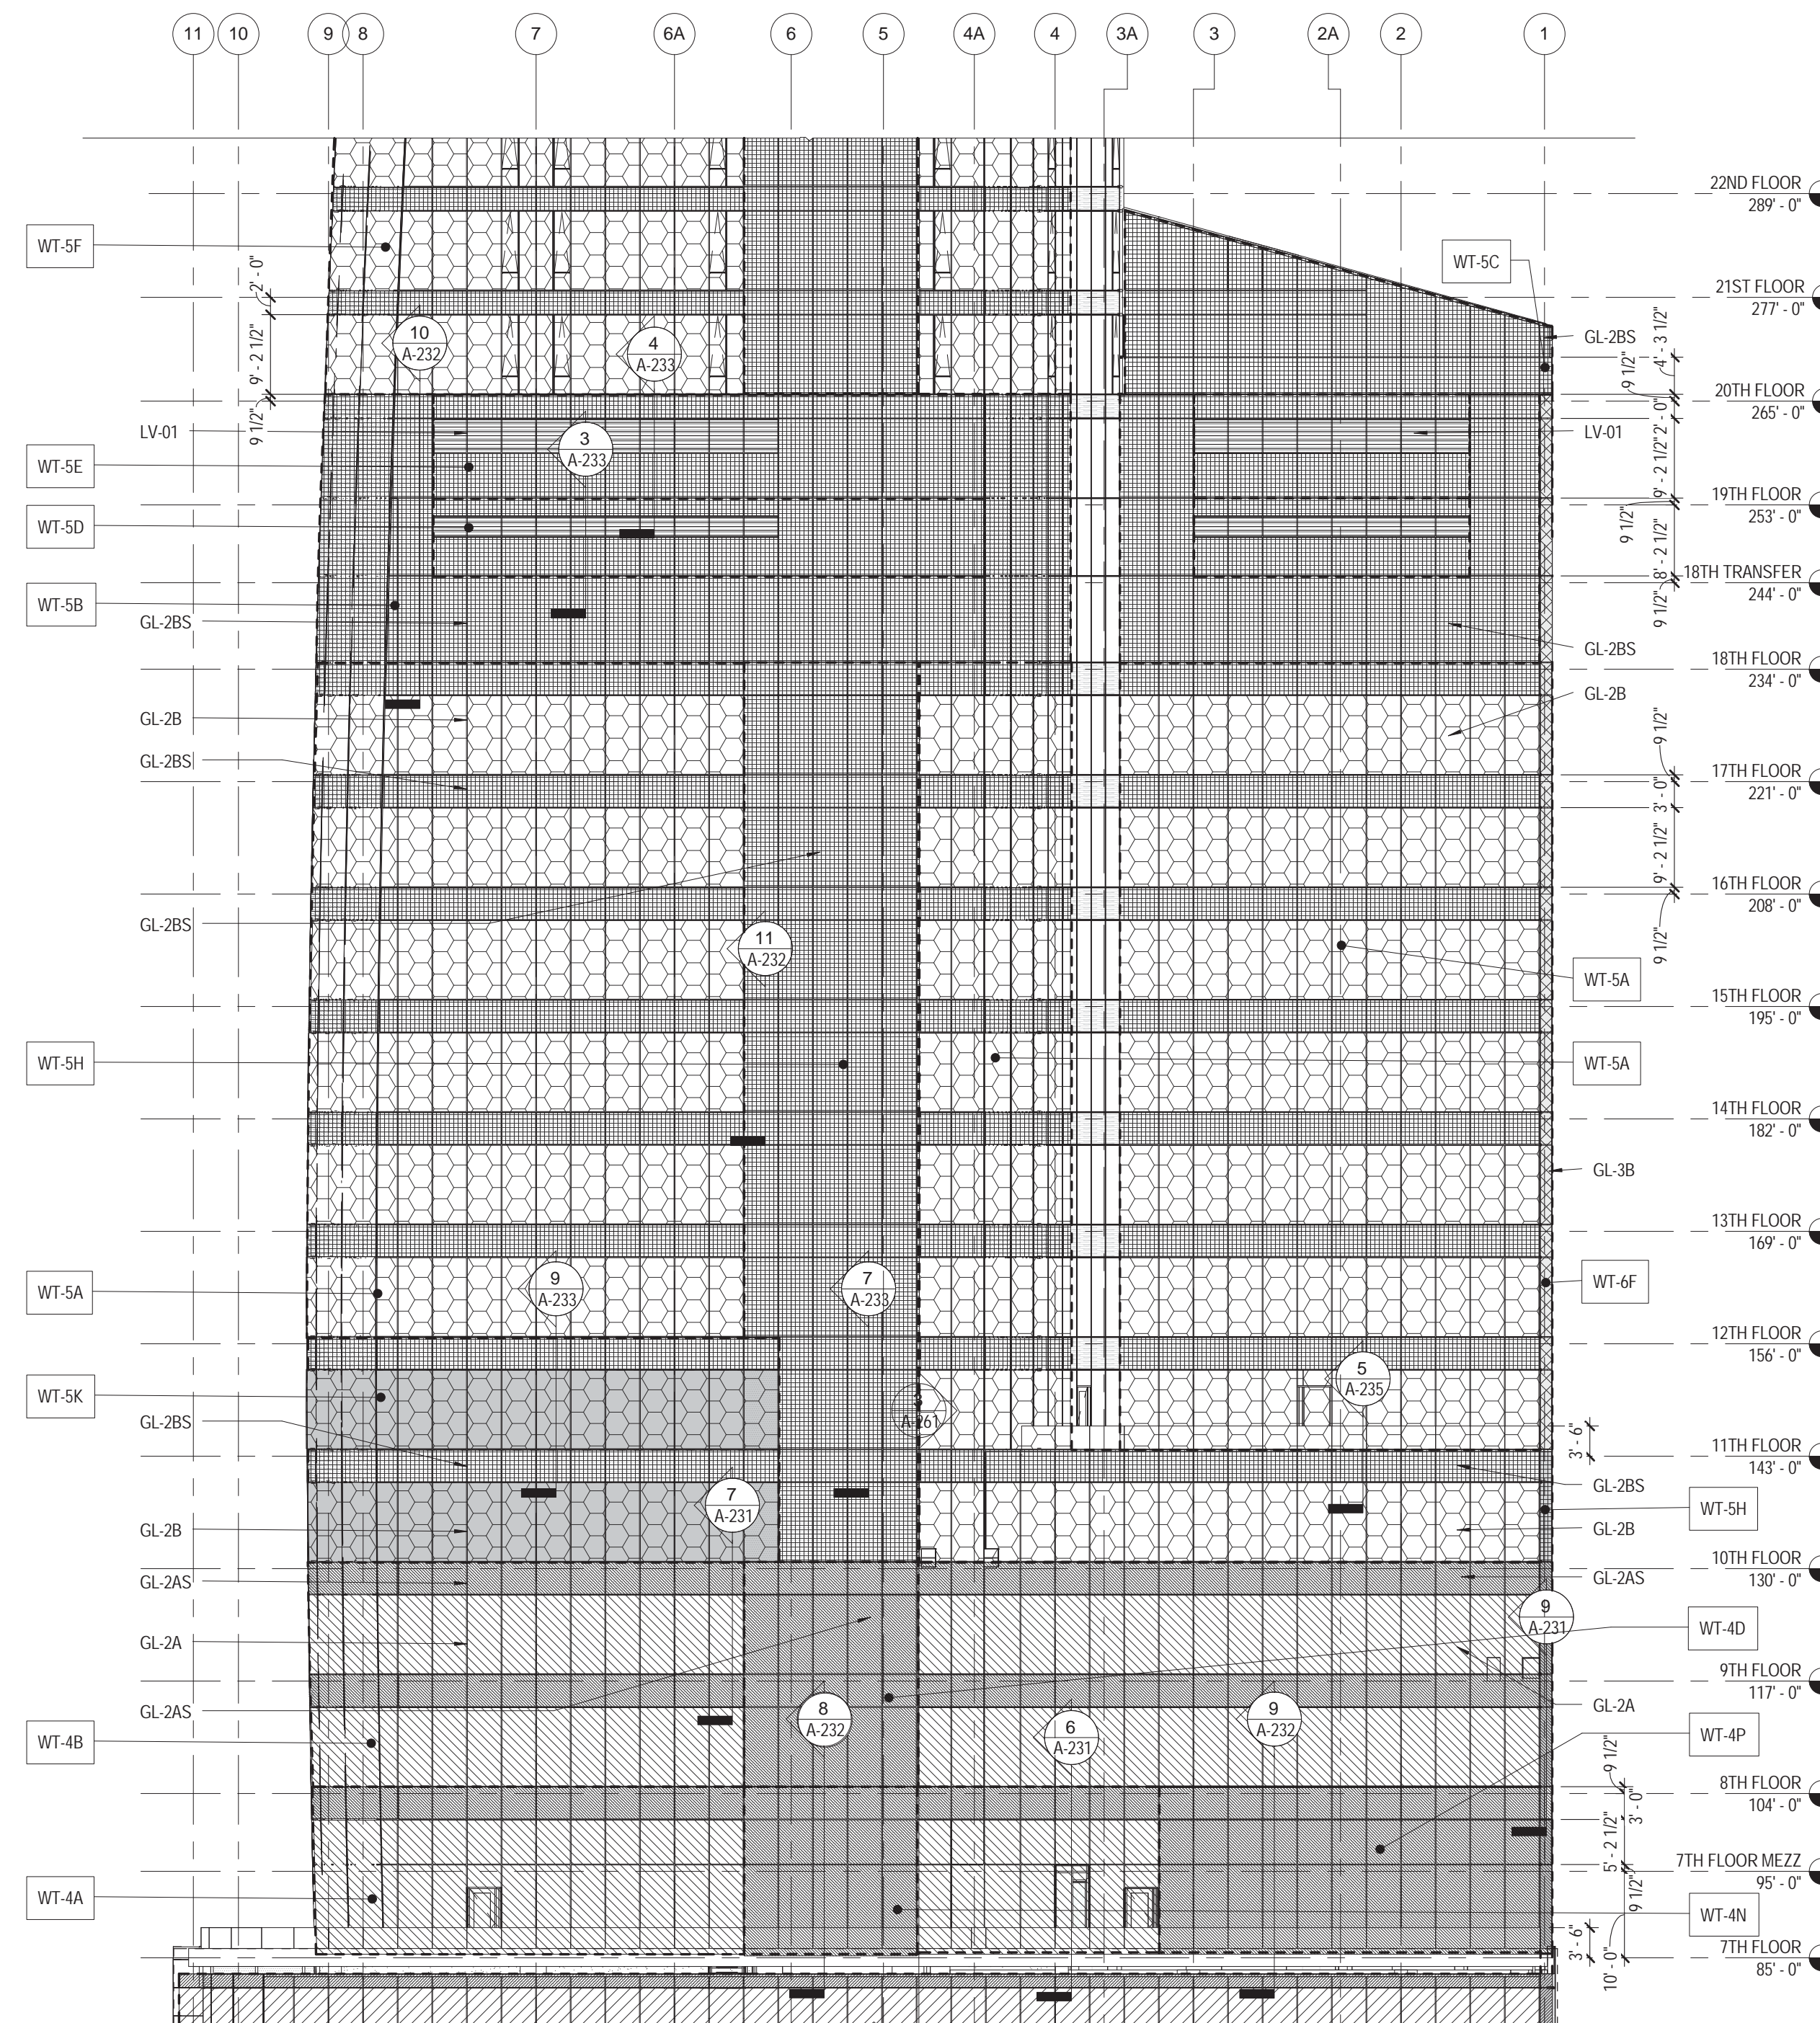 11 10 9 8 7 6A 6 5 4A 4 3A 3 2A 2 1
22ND FLOOR
289' - 0"
WT-5F
WT-5C
2' - 0"
21ST FLOOR
277' - 0"
10
A-232
4
A-233
GL-2BS
9' - 2 1/2"
4' - 3 1/2"
9 1/2"
20TH FLOOR
265' - 0"
9 1/2"
LV-01
3
A-233
LV-01
2' - 0"
9' - 2 1/2"
WT-5E
19TH FLOOR
253' - 0"
WT-5D
9 1/2"
8' - 2 1/2"
18TH TRANSFER
244' - 0"
WT-5B
9 1/2"
GL-2BS
GL-2BS
18TH FLOOR
234' - 0"
GL-2B
GL-2B
9 1/2"
GL-2BS
17TH FLOOR
221' - 0"
3' - 0"
9' - 2 1/2"
16TH FLOOR
208' - 0"
GL-2BS
9 1/2"
11
A-232
WT-5A
15TH FLOOR
195' - 0"
WT-5H
WT-5A
14TH FLOOR
182' - 0"
GL-3B
13TH FLOOR
169' - 0"
WT-5A
9
A-233
7
A-233
WT-6F
12TH FLOOR
156' - 0"
WT-5K
5
A-235
3
A-261
GL-2BS
3' - 6"
11TH FLOOR
143' - 0"
GL-2BS
7
A-231
WT-5H
GL-2B
GL-2B
10TH FLOOR
130' - 0"
GL-2AS
GL-2AS
9
A-231
GL-2A
WT-4D
9TH FLOOR
117' - 0"
GL-2AS
GL-2A
8
A-232
6
A-231
9
A-232
WT-4B
WT-4P
9 1/2"
8TH FLOOR
104' - 0"
3' - 0"
5' - 2 1/2"
7TH FLOOR MEZZ
95' - 0"
WT-4A
9 1/2"
WT-4N
3' - 6"
10' - 0"
7TH FLOOR
85' - 0"